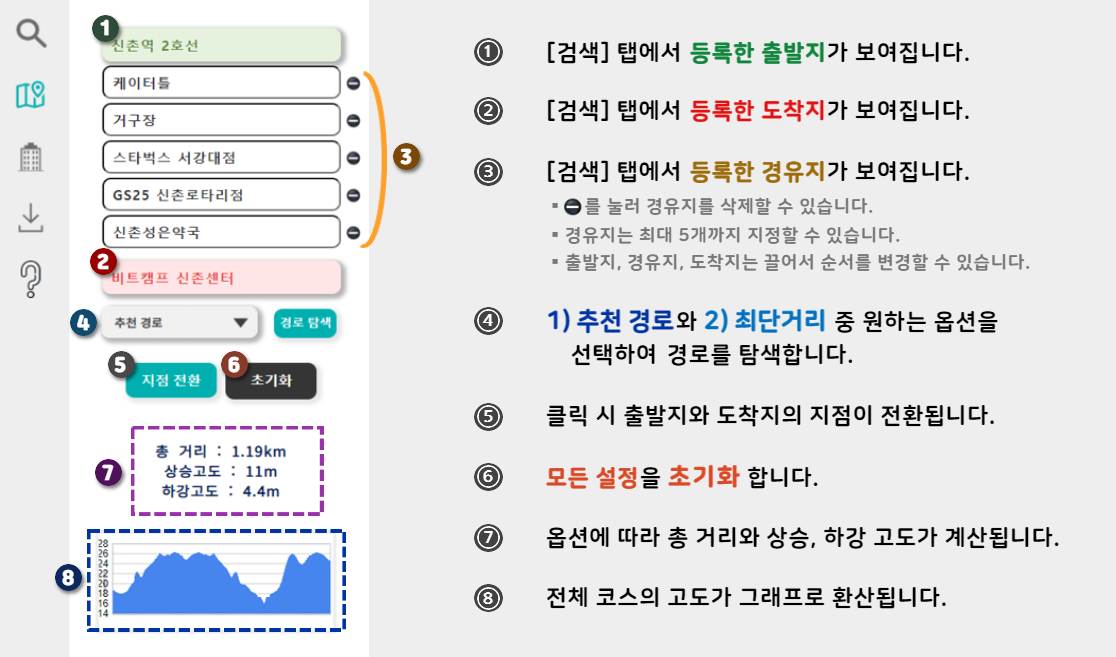 1
신촌역 2호선
케이터틀
거구장
스타벅스 서강대점
GS25 신촌로타리점
신촌성은약국
3
2
비트캠프 신촌센터
4
추천 경로
경로 탐색
5
지점 전환
6
초기화
7
총 거리 : 1.19km
상승고도 : 11m
하강고도 : 4.4m
8
28
26
24
22
20
18
16
14
① [검색] 탭에서 등록한 출발지가 보여집니다.
② [검색] 탭에서 등록한 도착지가 보여집니다.
③ [검색] 탭에서 등록한 경유지가 보여집니다.
▪ ⊖를 눌러 경유지를 삭제할 수 있습니다.
▪ 경유지는 최대 5개까지 지정할 수 있습니다.
▪ 출발지, 경유지, 도착지는 끌어서 순서를 변경할 수 있습니다.
④ 1) 추천 경로와 2) 최단거리 중 원하는 옵션을
선택하여 경로를 탐색합니다.
⑤ 클릭 시 출발지와 도착지의 지점이 전환됩니다.
⑥ 모든 설정을 초기화 합니다.
⑦ 옵션에 따라 총 거리와 상승, 하강 고도가 계산됩니다.
⑧ 전체 코스의 고도가 그래프로 환산됩니다.